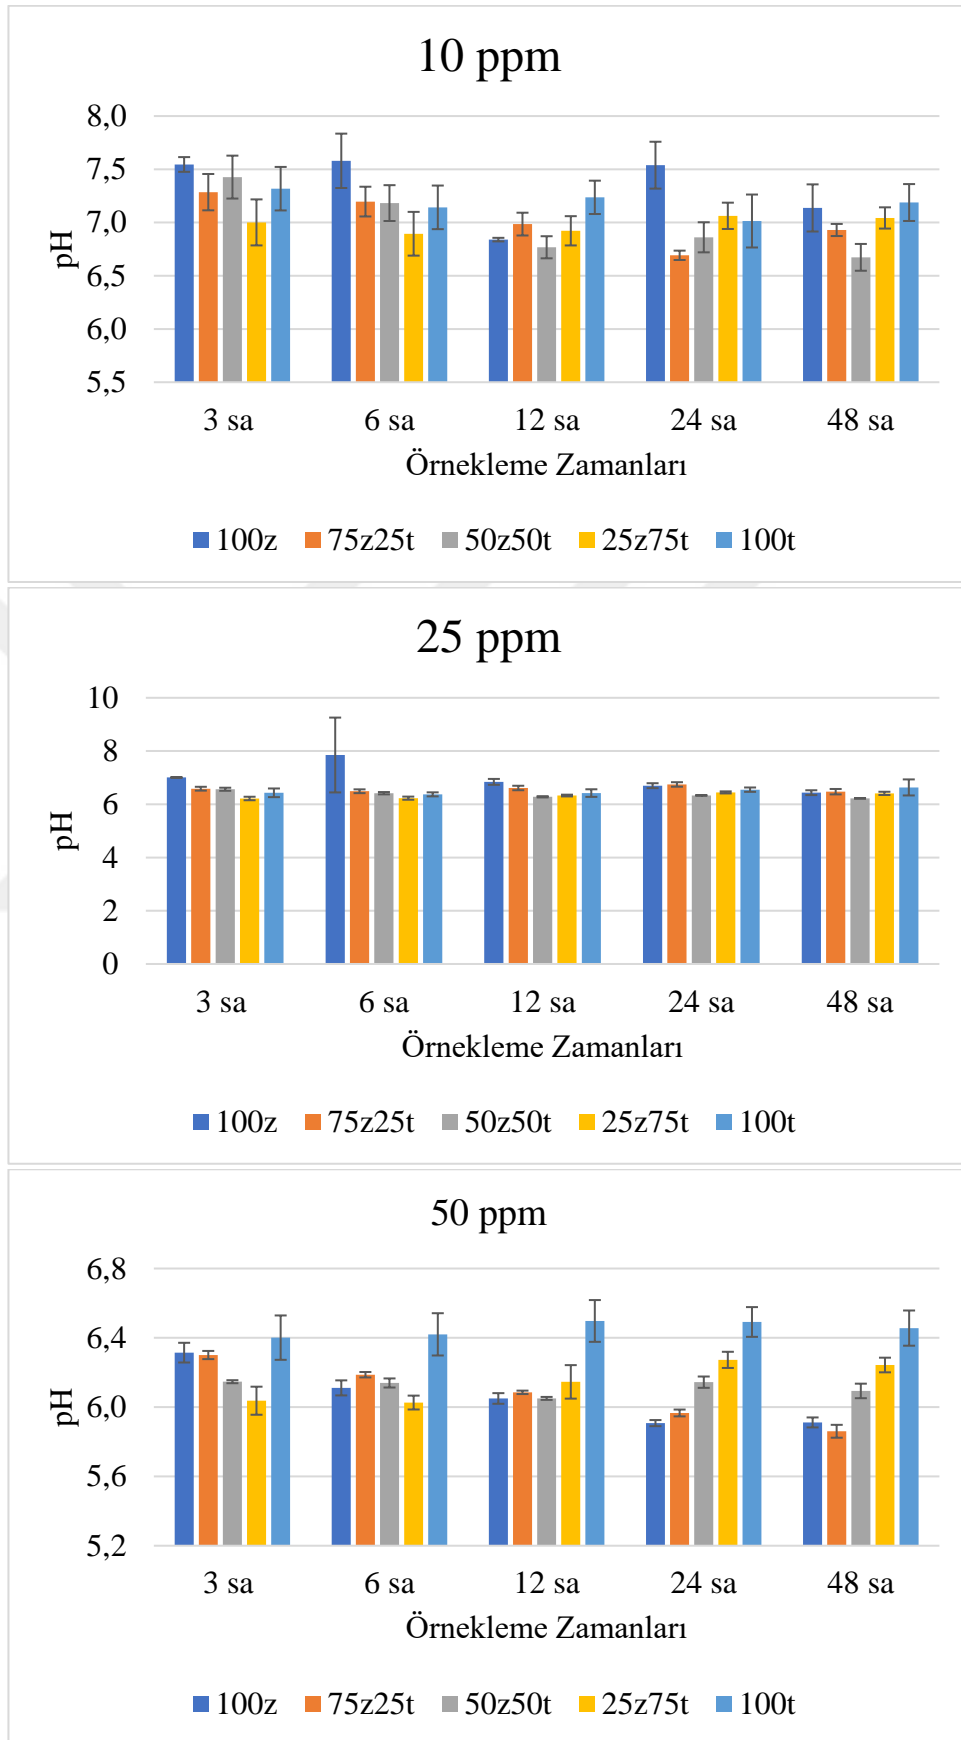 10 ppm
8,0
7,5
7,0
6,5
6,0
5,5
pH
3 sa 6 sa 12 sa 24 sa 48 sa
Örnekleme Zamanları
100z 75z25t 50z50t 25z75t 100t
25 ppm
10
8
6
4
2
0
pH
3 sa 6 sa 12 sa 24 sa 48 sa
Örnekleme Zamanları
100z 75z25t 50z50t 25z75t 100t
50 ppm
6,8
6,4
6,0
5,6
5,2
pH
3 sa 6 sa 12 sa 24 sa 48 sa
Örnekleme Zamanları
100z 75z25t 50z50t 25z75t 100t